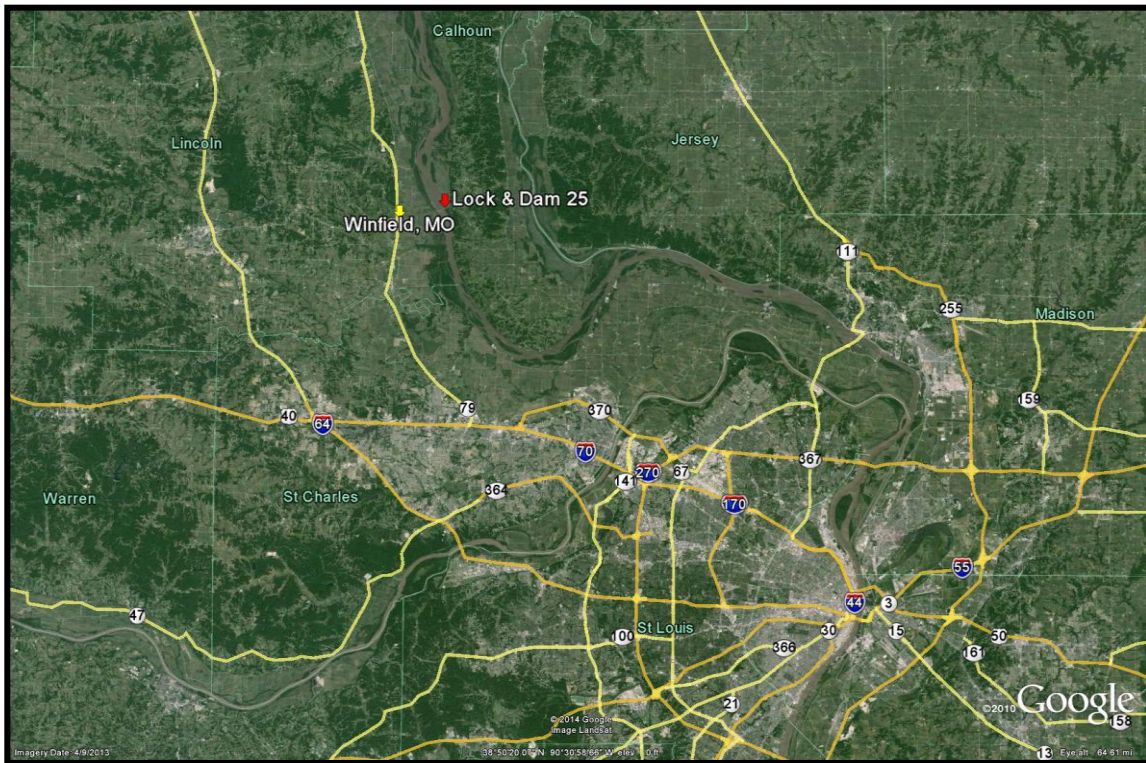 Calhoun
Lincoln
Jersey
Lock & Dam 25
Winfield, MO
111
255
Madison
159
79
370
40
64
70
367
270
67
141
364
170
Warren
St Charles
55
44
3
47
30
15
St Louis
100
50
366
161
21
©2010 Google
158
© 2014 Google
Image Landsat
13
Imagery Date: 4/9/2013
Eye alt 64.61 mi